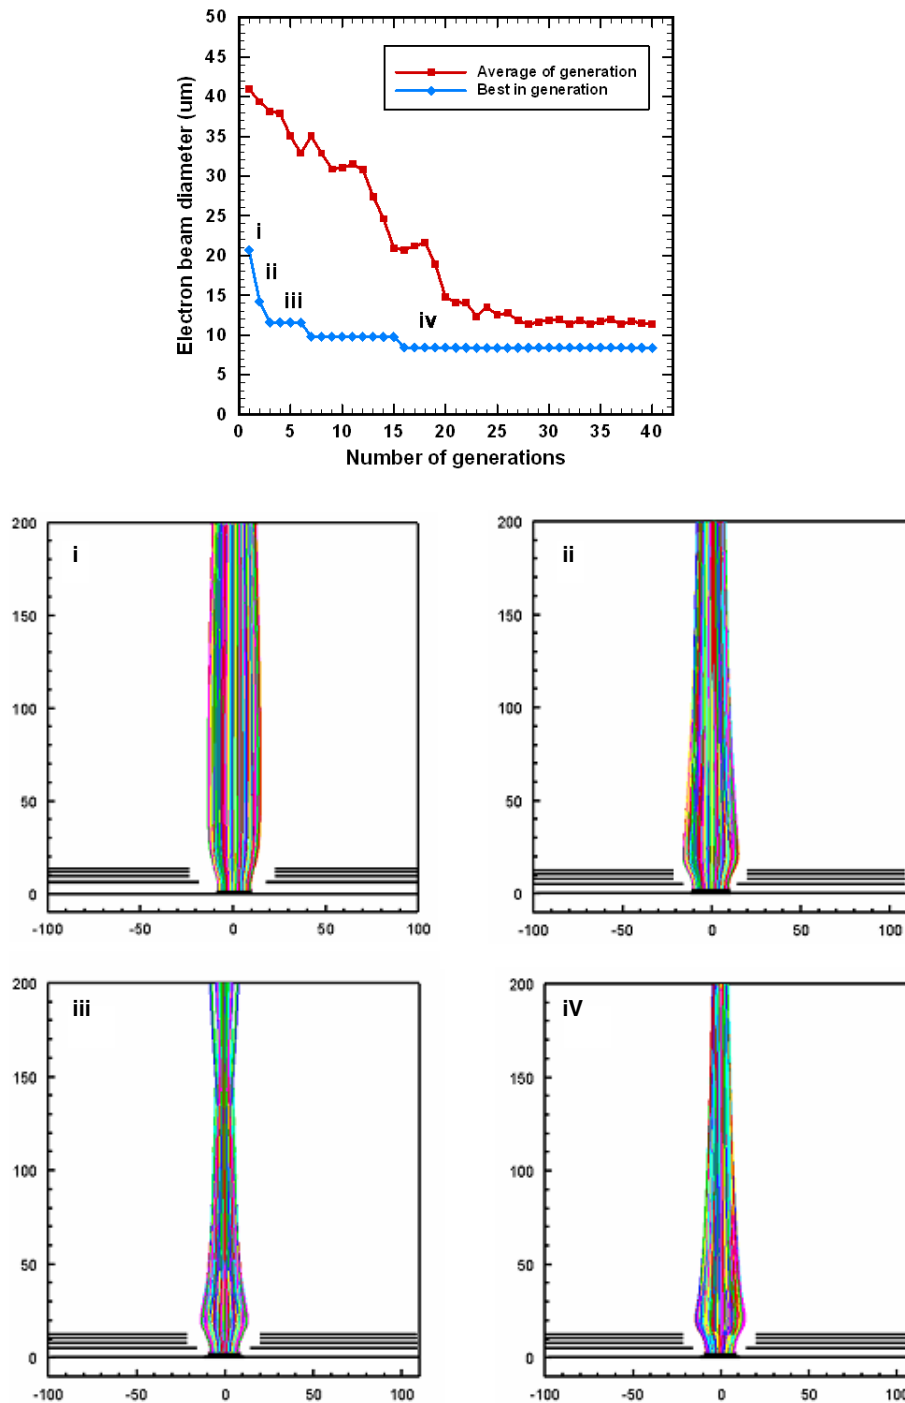 50
45
40
35
30
25
20
15
10
5
0
Electron beam diameter (um)
Average of generation
Best in generation
i
ii
iii
iv
0 5 10 15 20 25 30 35 40
Number of generations
i
200
150
100
50
0
-100 -50 0 50 100
ii
200
150
100
50
0
-100 -50 0 50 100
iii
200
150
100
50
0
-100 -50 0 50 100
iV
200
150
100
50
0
-100 -50 0 50 100